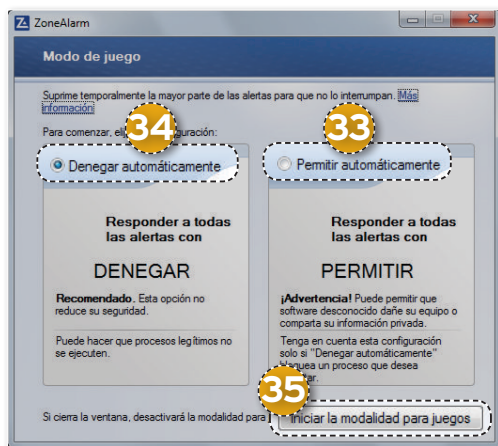 ZoneAlarm
Modo de juego
Suprime temporalmente la mayor parte de las alertas para que no lo interrumpan. Más
información
Para comenzar, eli guración:
34
33
Denegar automáticamente
Permitir automáticamente
Responder a todas
las alertas con
DENEGAR
Recomendado. Esta opción no
reduce su seguridad.
Puede hacer que procesos legítimos no
se ejecuten.
Responder a todas
las alertas con
PERMITIR
¡Advertencia! Puede permitir que
software desconocido dañe su equipo o
comparta su información privada.
Tenga en cuenta esta configuración
solo si "Denegar automáticamente"
un proceso que desea
35
Si cierra la ventana, desactivará la modalidad para
Iniciar la modalidad para juegos